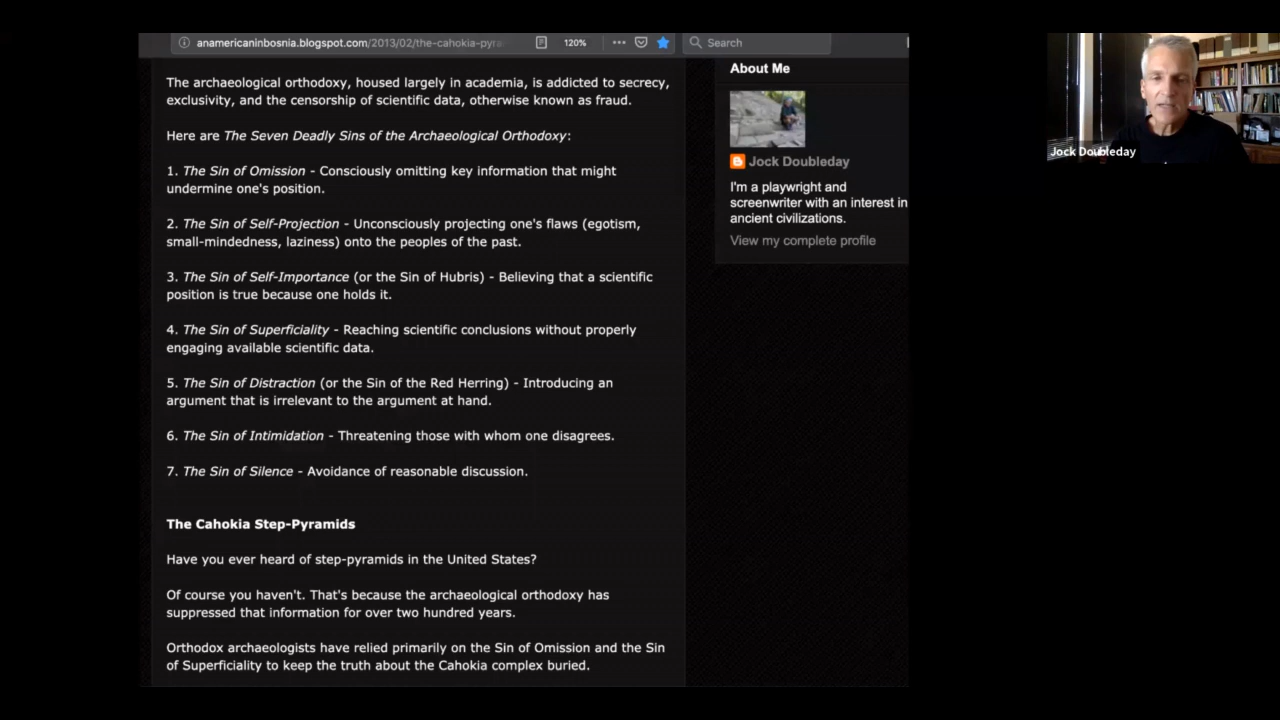 anamericaninbosnia.blogspot.com/2013/02/the-cahokia-pyra
120%
Search
The archaeological orthodoxy, housed largely in academia, is addicted to secrecy,
exclusivity, and the censorship of scientific data, otherwise known as fraud.
Here are The Seven Deadly Sins of the Archaeological Orthodoxy:
1. The Sin of Omission - Consciously omitting key information that might
undermine one's position.
2. The Sin of Self-Projection - Unconsciously projecting one's flaws (egotism,
small-mindedness, laziness) onto the peoples of the past.
3. The Sin of Self-Importance (or the Sin of Hubris) - Believing that a scientific
position is true because one holds it.
4. The Sin of Superficiality - Reaching scientific conclusions without properly
engaging available scientific data.
5. The Sin of Distraction (or the Sin of the Red Herring) - Introducing an
argument that is irrelevant to the argument at hand.
6. The Sin of Intimidation - Threatening those with whom one disagrees.
7. The Sin of Silence - Avoidance of reasonable discussion.
The Cahokia Step-Pyramids
Have you ever heard of step-pyramids in the United States?
Of course you haven't. That's because the archaeological orthodoxy has
suppressed that information for over two hundred years.
Orthodox archaeologists have relied primarily on the Sin of Omission and the Sin
of Superficiality to keep the truth about the Cahokia complex buried.
About Me
Jock Doubleday
I'm a playwright and
screenwriter with an interest in
ancient civilizations.
View my complete profile
Jock Doubleday